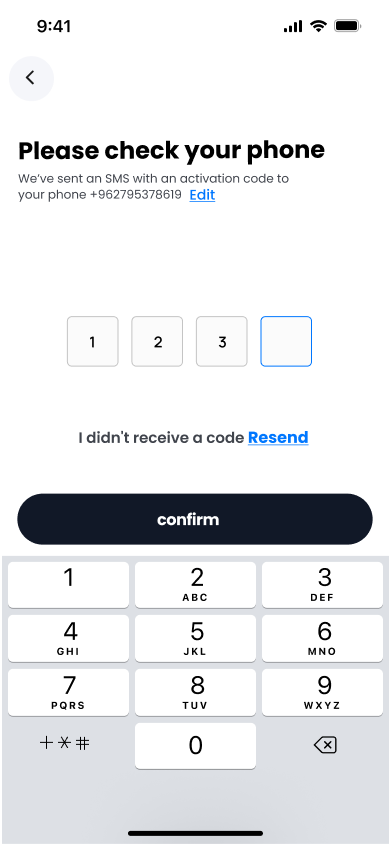 9:41
Please check your phone
We've sent an SMS with an activation code to
your phone +962795378619 Edit
1 2 3
I didn't receive a code Resend
confirm
1 2 3
ABC DEF
4 5 6
GHI JKL MNO
7 8 9
PQRS TUV WXYZ
+ * # 0